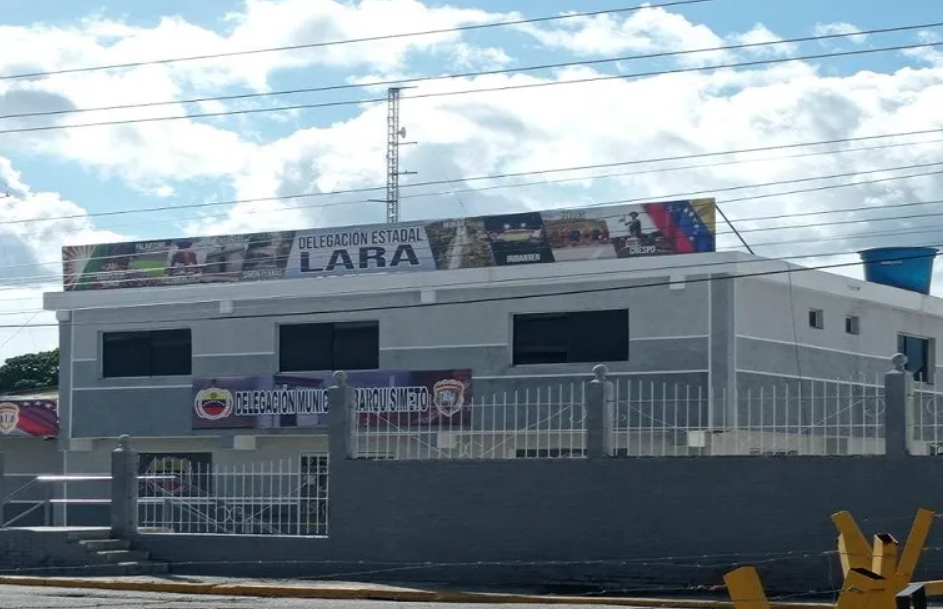 PALAVECINO
DELEGACIÓN ESTADAL
LARA
SIMÓN PLANAS
IRIBARREN
CRESPO
DELEGACIÓN MUNIC BARQUISIMETO